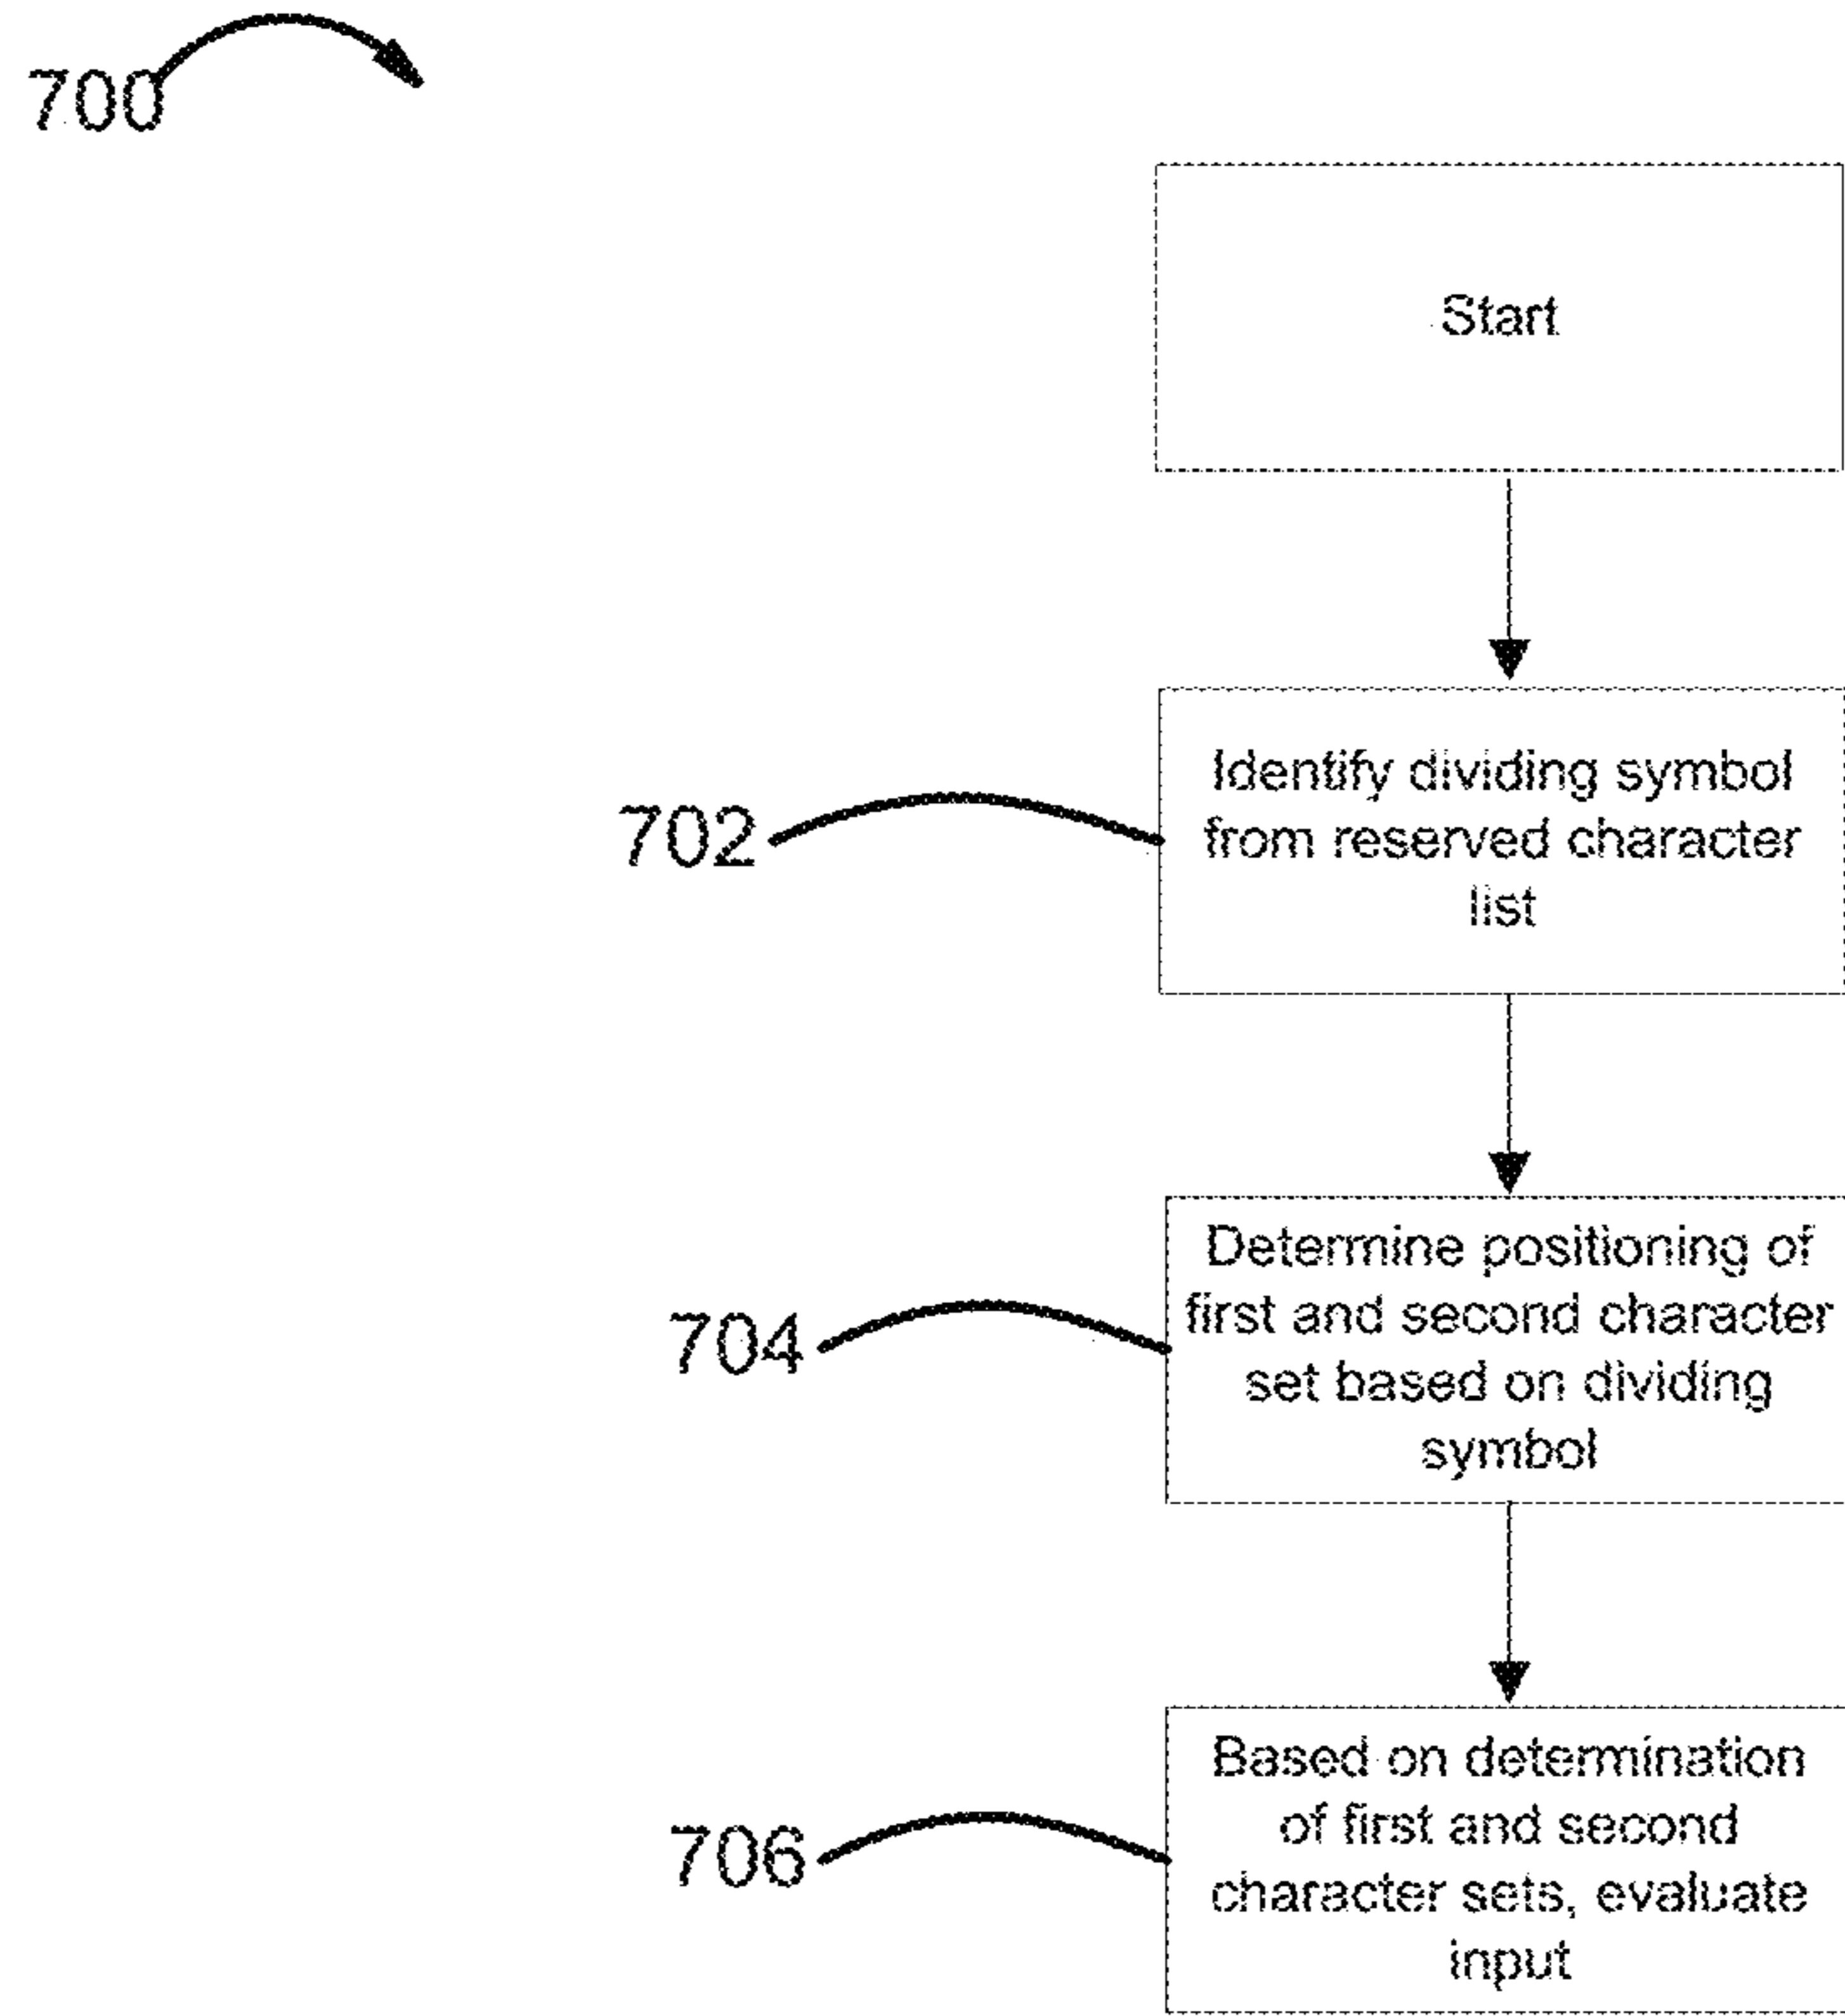 700
Start
702
Identify dividing symbol
from reserved character
list
704
Determine positioning of
first and second character
set based on dividing
symbol
706
Based on determination
of first and second
character sets, evaluate
input